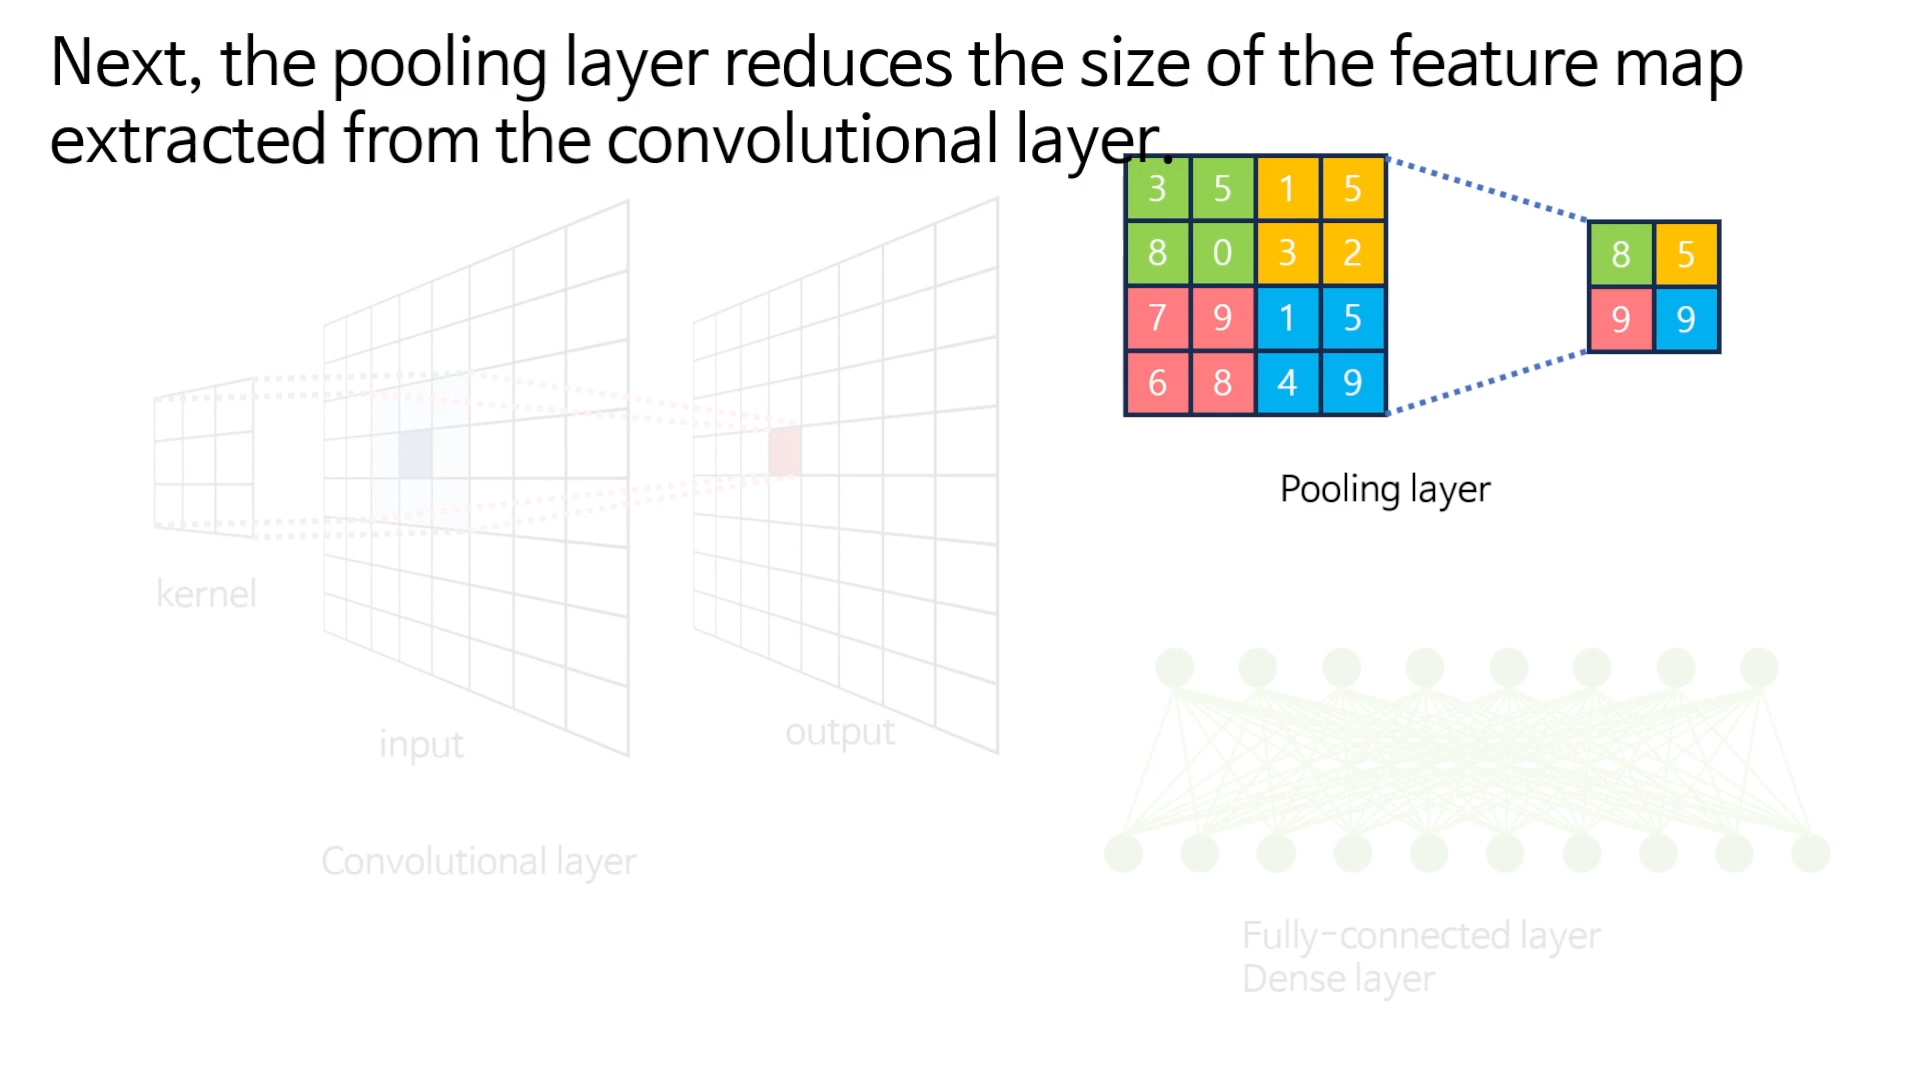 Next, the pooling layer reduces the size of the feature map
extracted from the convolutional layer.
3 5 1 5
8 0 3 2
7 9 1 5
6 8 4 9
8 5
9 9
Pooling layer
kernel
input
output
Convolutional layer
Fully-connected layer
Dense layer